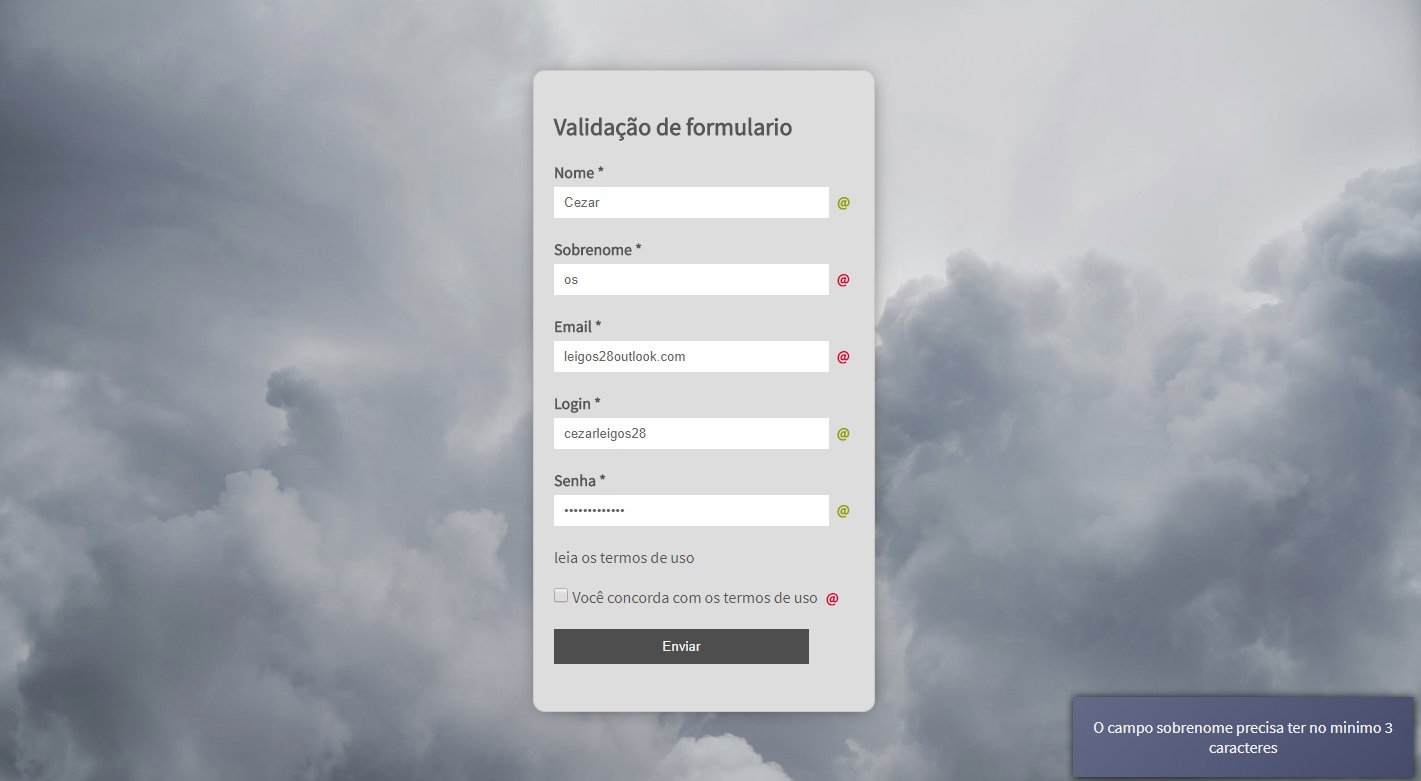 Validação de formulario
Nome *
Cezar @
Sobrenome *
os @
Email *
leigos28outlook.com @
Login *
cezarleigos28 @
Senha *
••••••••••••• @
leia os termos de uso
Você concorda com os termos de uso @
Enviar
O campo sobrenome precisa ter no minimo 3
caracteres